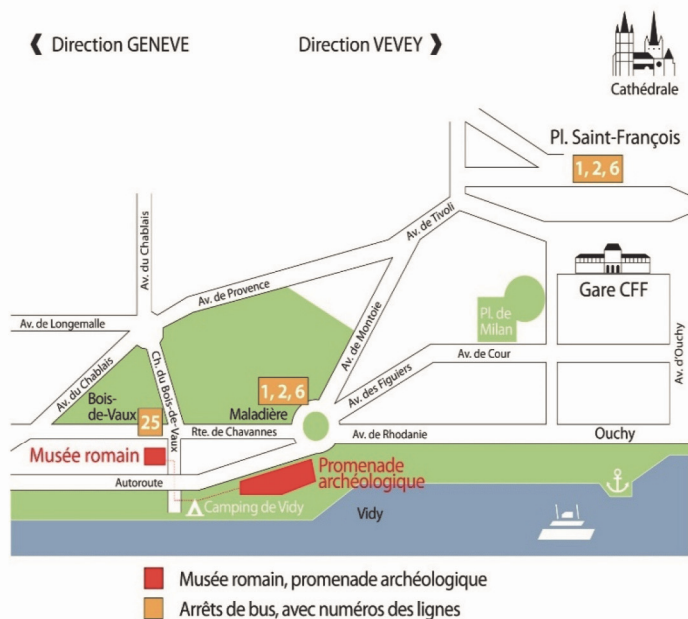 Direction GENEVE
Direction VEVEY
Cathédrale
Pl. Saint-François
1, 2, 6
Av. du Chablais
Av. de Tivoli
Av. de Provence
Gare CFF
Av. de Longemalle
Pl. de
Milan
Av. de Montoie
Av. d'Ouchy
Av. du Chablais
Ch. du Bois-de-Vaux
Av. de Cour
Av. des Figuiers
1, 2, 6
Bois-
de-Vaux
25
Maladière
Rte. de Chavannes
Av. de Rhodanie
Ouchy
Musée romain
Promenade
archéologique
Autoroute
Camping de Vidy
Vidy
Musée romain, promenade archéologique
Arrêts de bus, avec numéros des lignes